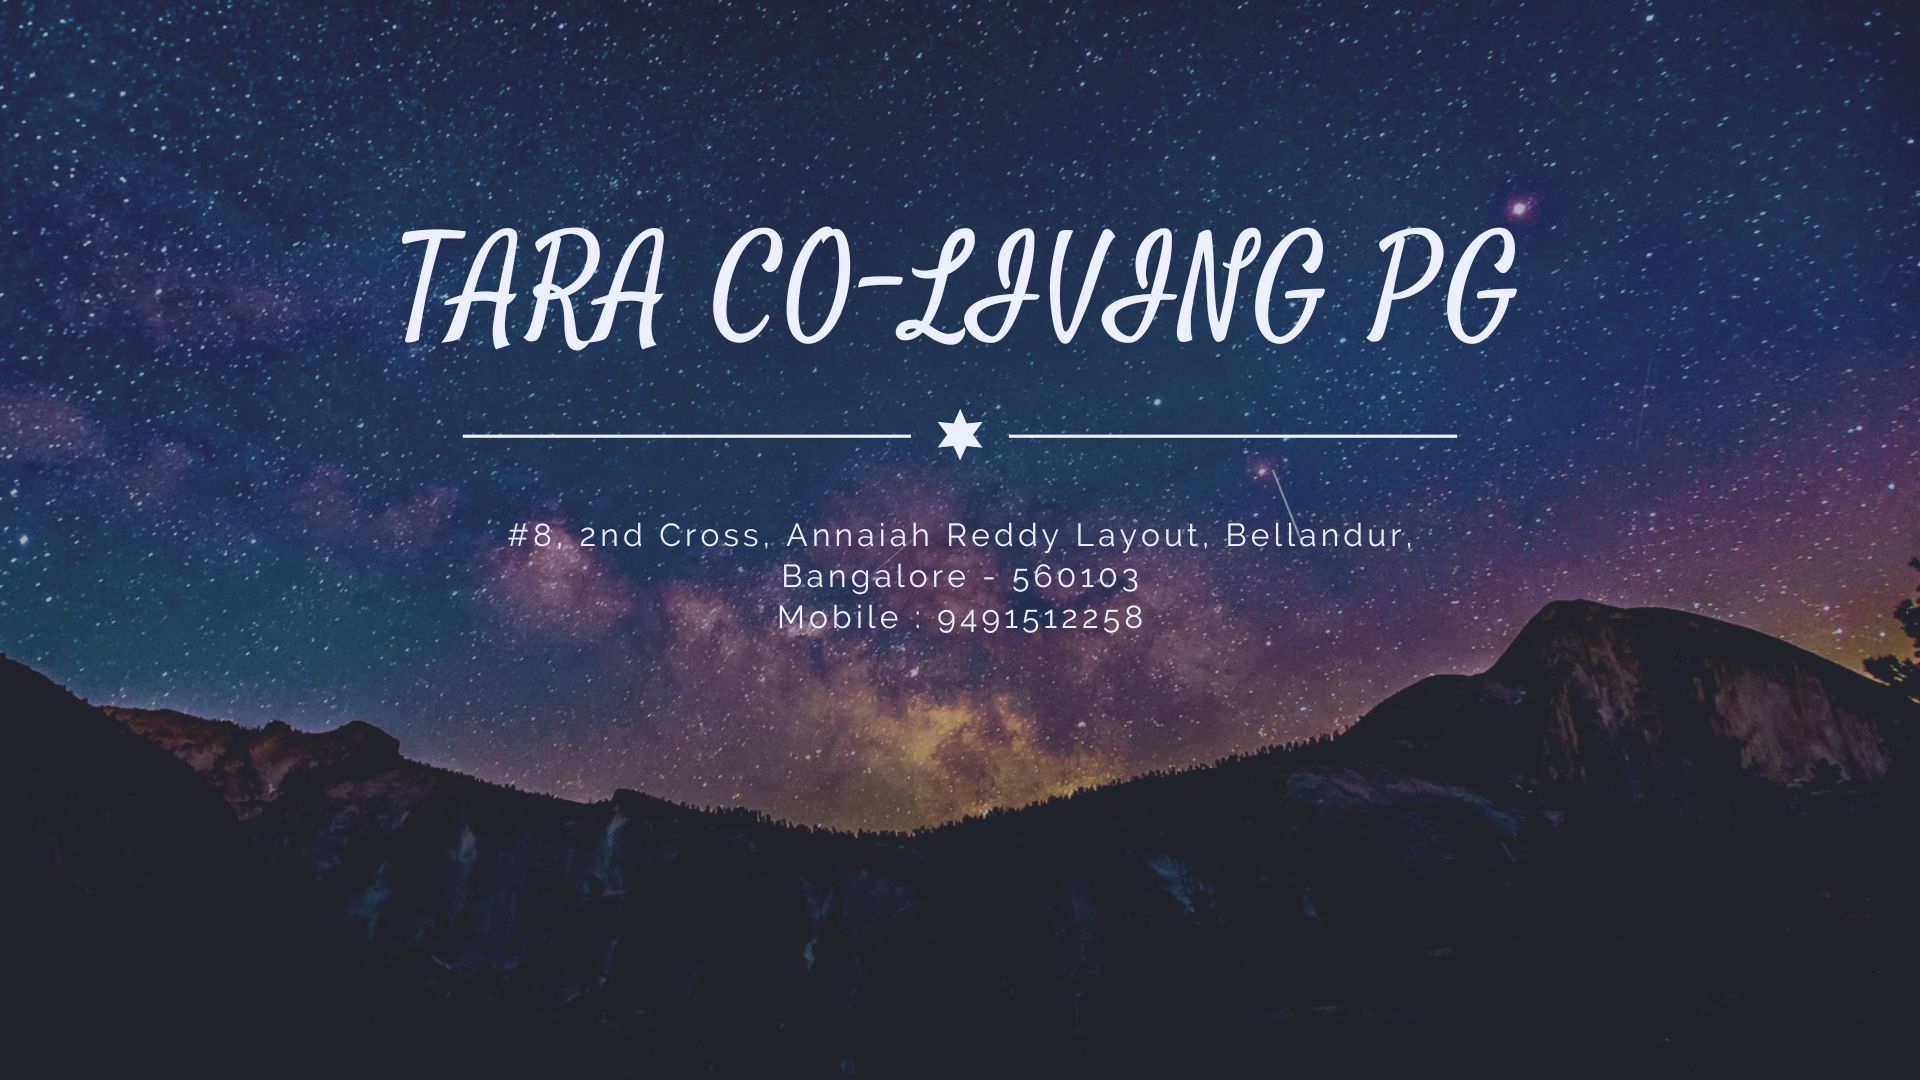 TARA CO-LIVING PG
#8, 2nd Cross, Annaiah Reddy Layout, Bellandur,
Bangalore - 560103
Mobile : 9491512258